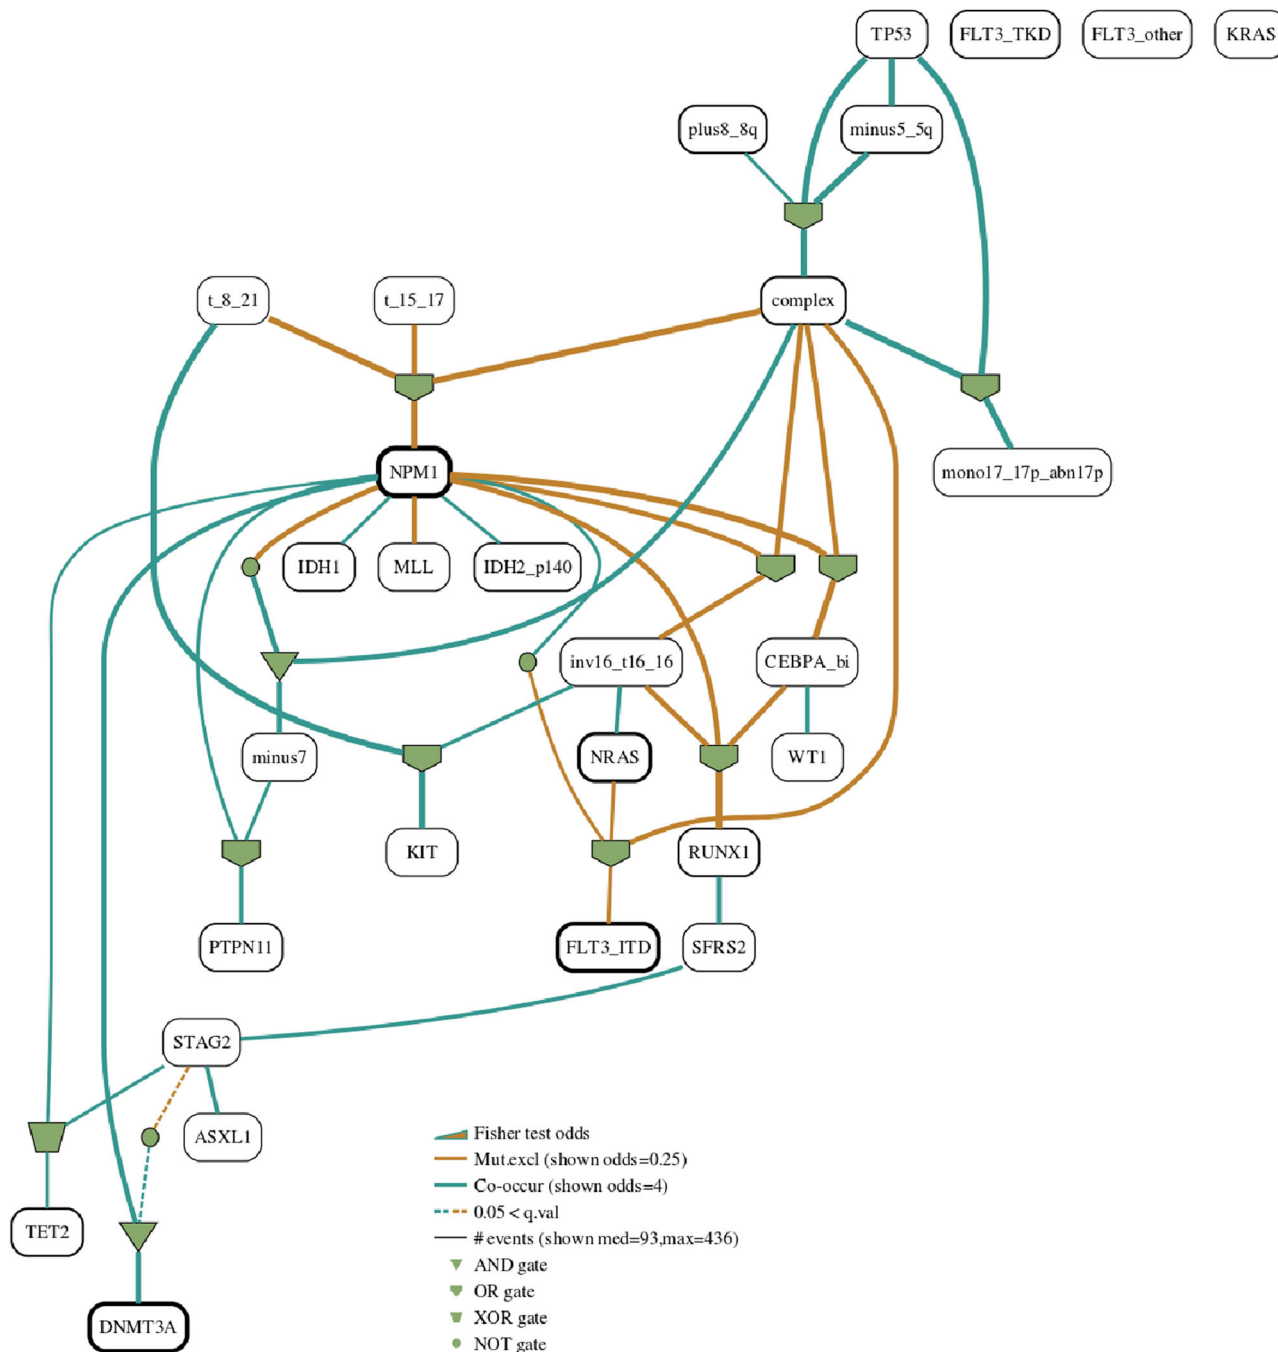 TP53
FLT3_TKD
FLT3_other
KRAS
plus8_8q
minus5_5q
t_8_21
t_15_17
complex
NPM1
mono17_17p_abn17p
IDH1
MLL
IDH2_p140
inv16_t16_16
CEBPA_bi
minus7
NRAS
WT1
KIT
RUNX1
PTPN11
FLT3_ITD
SFRS2
STAG2
ASXL1
TET2
DNMT3A
Fisher test odds
Mut.excl (shown odds=0.25)
Co-occur (shown odds=4)
0.05 < q.val
# events (shown med=93,max=436)
AND gate
OR gate
XOR gate
NOT gate